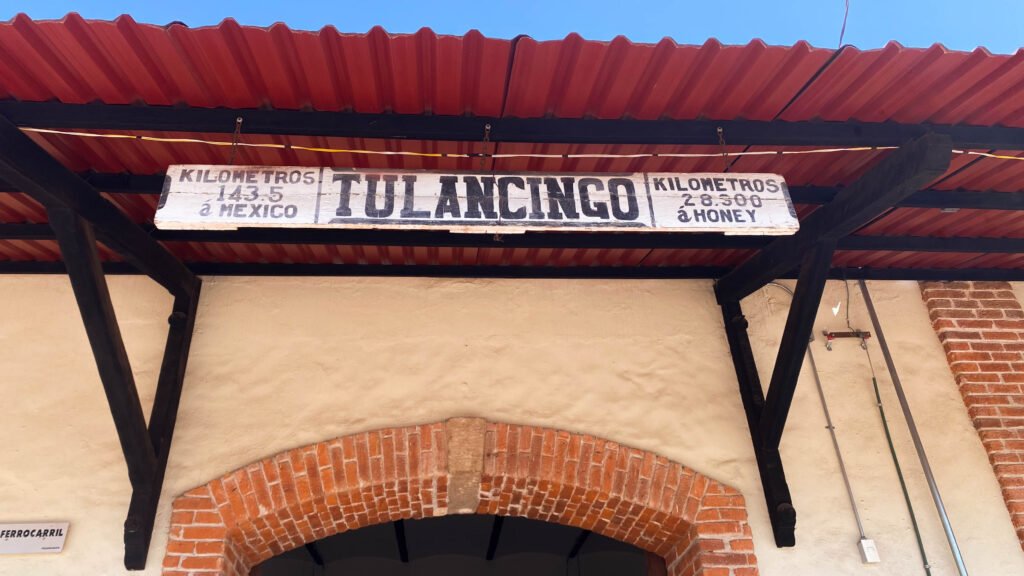 KILOMETROS
143.5
á MEXICO
TULANCINGO
KILOMETROS
28.300
á HONEY
FERROCARRIL